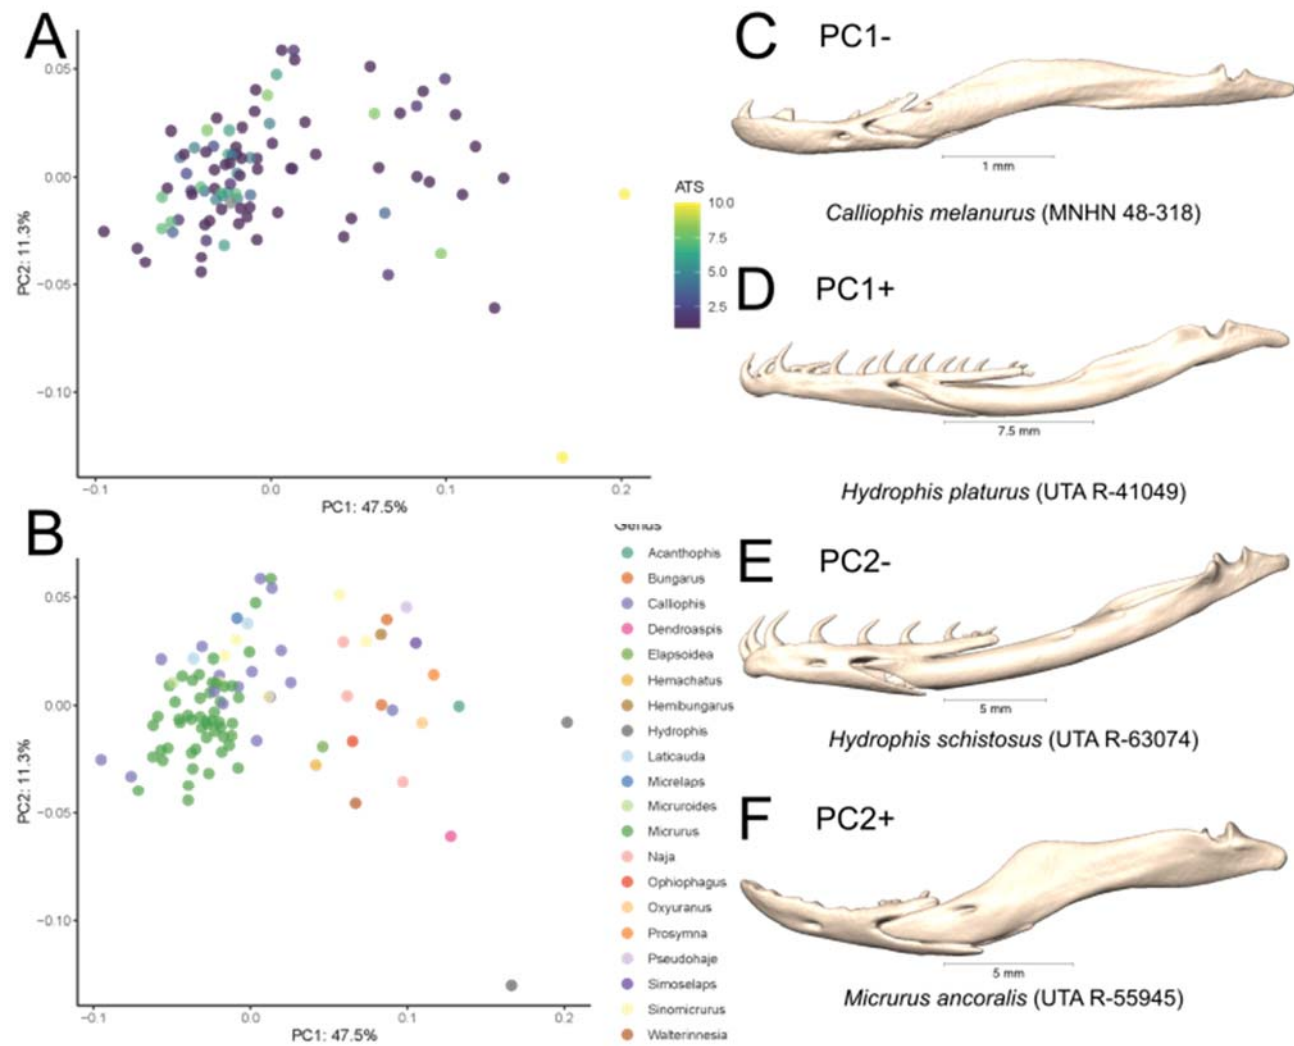 A
0.05
0.00
−0.05
−0.10
PC2: 11.3%
−0.1
0.0
0.1
0.2
PC1: 47.5%
ATS
10.0
7.5
5.0
2.5
B
0.05
0.00
−0.05
−0.10
PC2: 11.3%
−0.1
0.0
0.1
0.2
PC1: 47.5%
Genus
Acanthophis
Bungarus
Calliophis
Dendroaspis
Elapsoidea
Hemachatus
Hemibungarus
Hydrophis
Laticauda
Micrelaps
Micruroides
Micrurus
Naja
Ophiophagus
Oxyuranus
Prosymna
Pseudohaje
Simoselaps
Sinomicrurus
Walterinnesia
C PC1-
1 mm
Calliophis melanurus (MNHN 48-318)
D PC1+
7.5 mm
Hydrophis platurus (UTA R-41049)
E PC2-
5 mm
Hydrophis schistosus (UTA R-63074)
F PC2+
5 mm
Micrurus ancoralis (UTA R-55945)